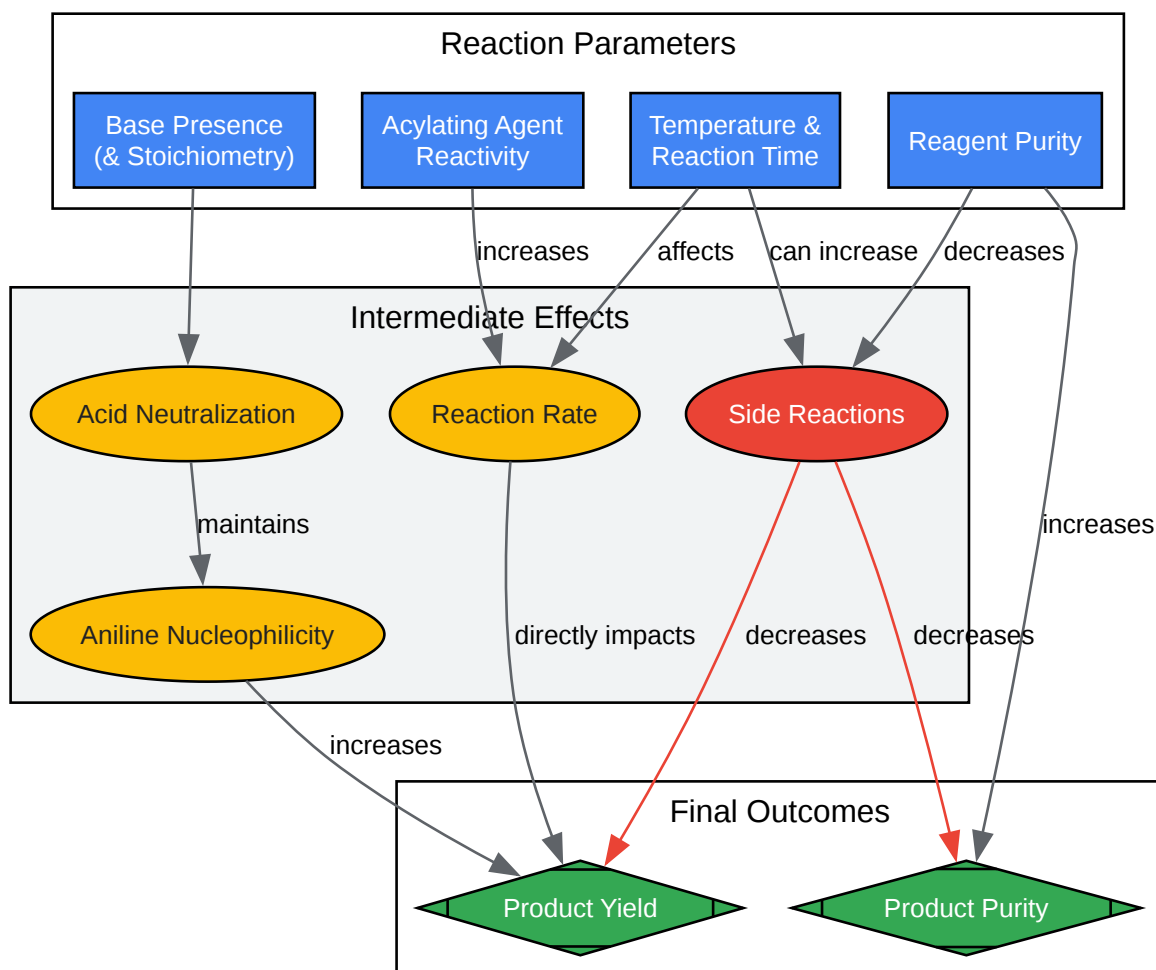 Reaction Parameters
Base Presence
(& Stoichiometry)
Acylating Agent
Reactivity
Temperature &
Reaction Time
Reagent Purity
increases
affects
can increase
decreases
Intermediate Effects
Acid Neutralization
Reaction Rate
Side Reactions
maintains
increases
Aniline Nucleophilicity
directly impacts
decreases
decreases
increases
Final Outcomes
Product Yield
Product Purity